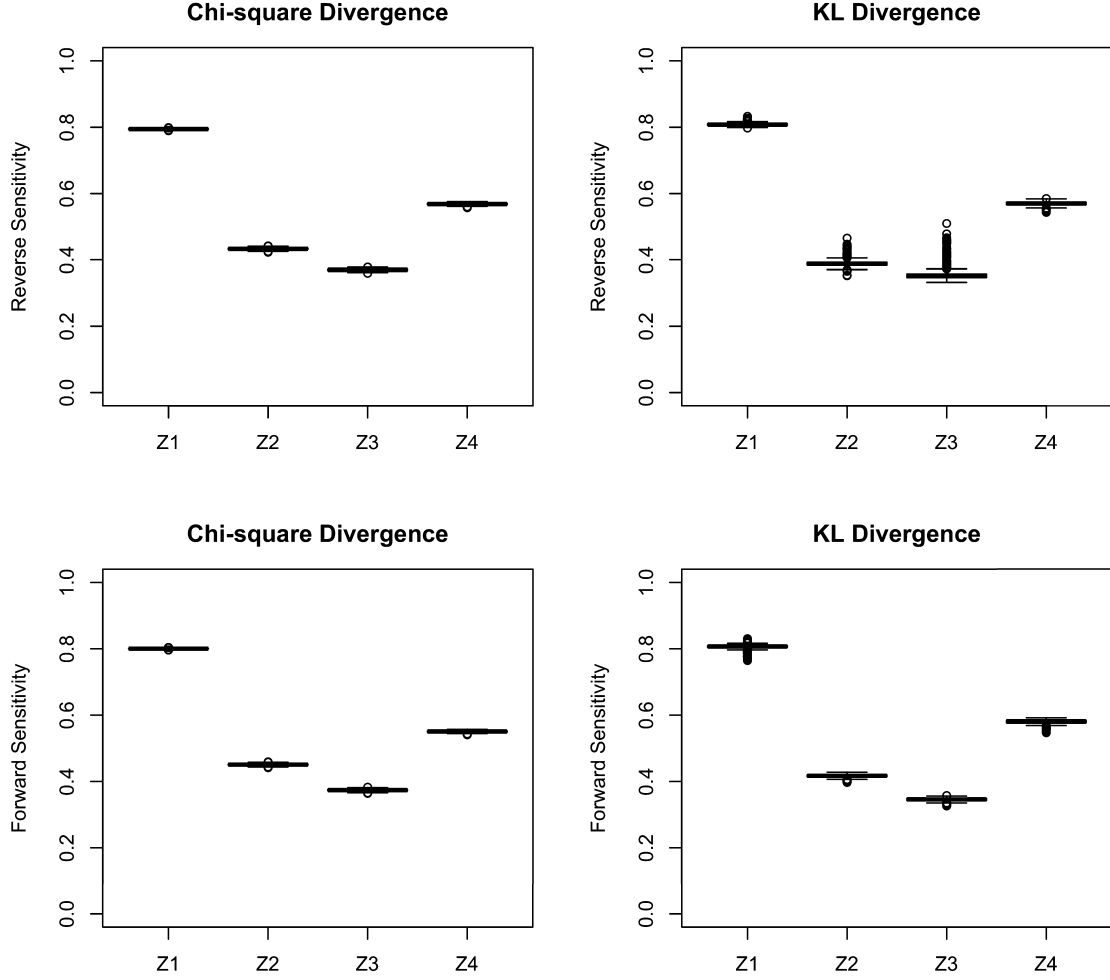 Chi-square Divergence
Reverse Sensitivity
1.0
0.8
0.6
0.4
0.2
0.0
Z1 Z2 Z3 Z4
KL Divergence
Reverse Sensitivity
1.0
0.8
0.6
0.4
0.2
0.0
Z1 Z2 Z3 Z4
Chi-square Divergence
Forward Sensitivity
1.0
0.8
0.6
0.4
0.2
0.0
Z1 Z2 Z3 Z4
KL Divergence
Forward Sensitivity
1.0
0.8
0.6
0.4
0.2
0.0
Z1 Z2 Z3 Z4